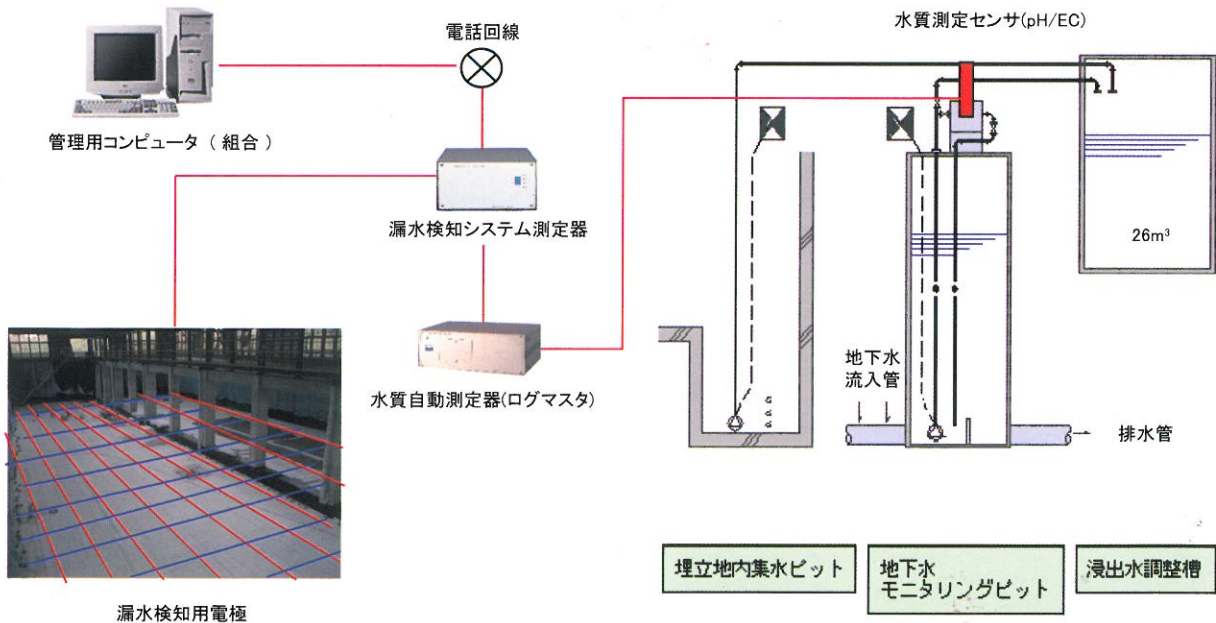 水質測定センサ(pH/EC)
電話回線
管理用コンピュータ ( 組合 )
漏水検知システム測定器
26m³
地下水
流入管
水質自動測定器(ログマスタ)
排水管
埋立地内集水ピット
地下水
モニタリングピット
浸出水調整槽
漏水検知用電極